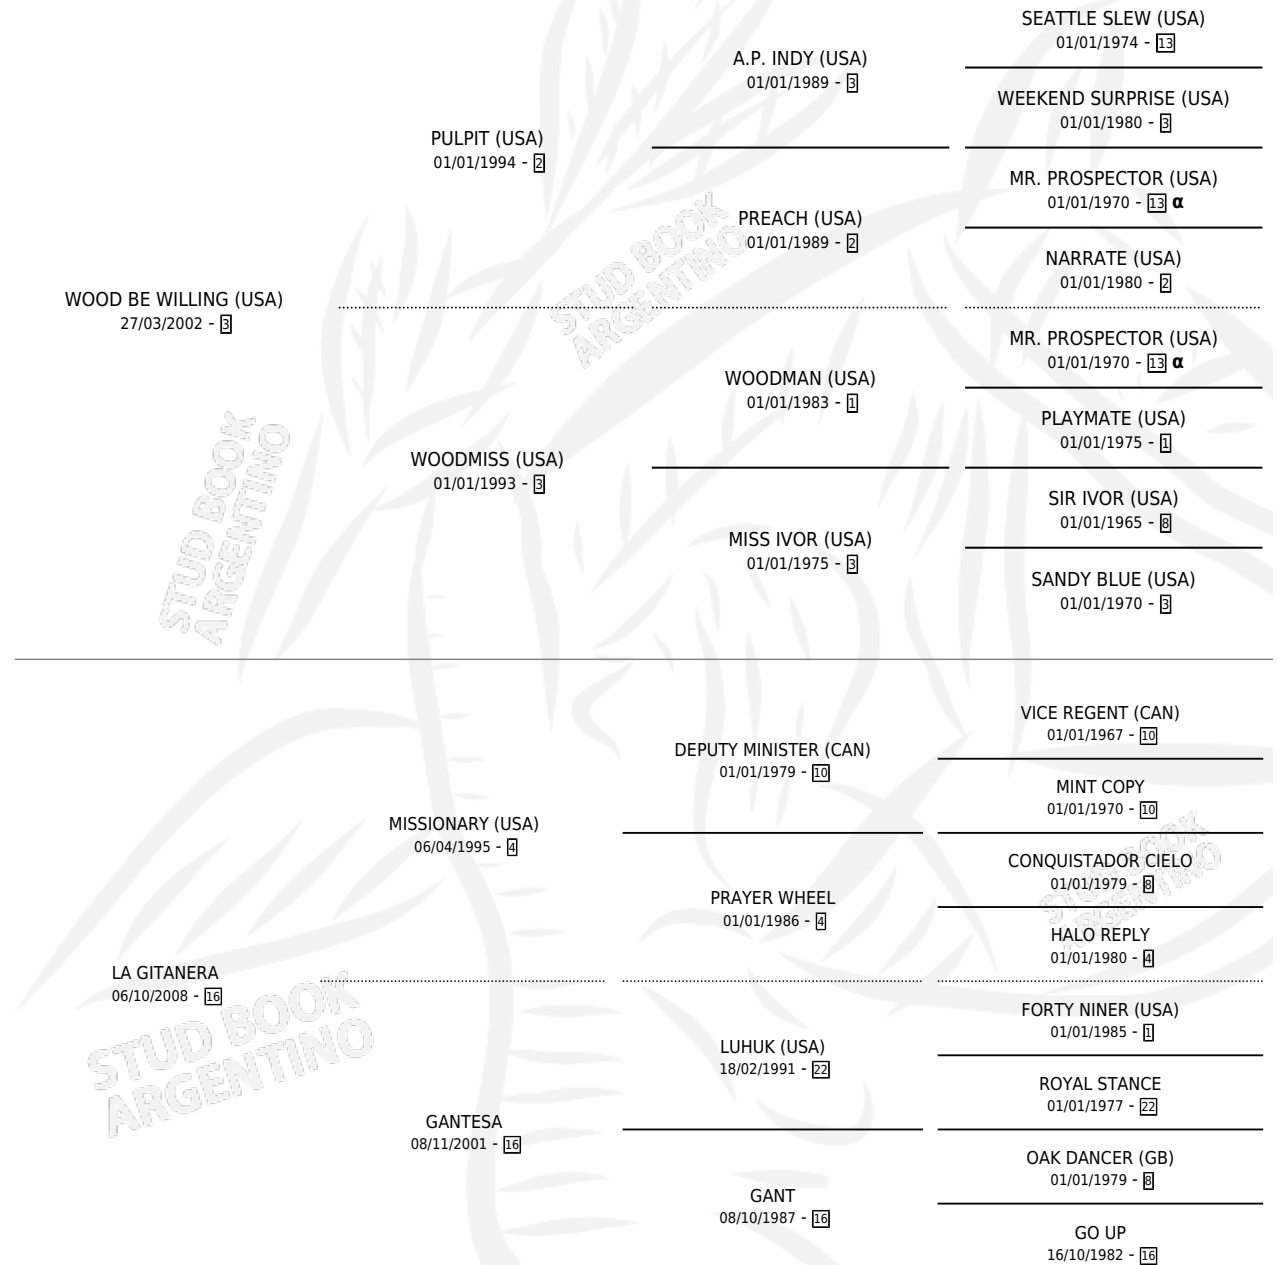 SEATTLE SLEW (USA)
01/01/1974 - 13
A.P. INDY (USA)
01/01/1989 - 3
WEEKEND SURPRISE (USA)
01/01/1980 - 3
PULPIT (USA)
01/01/1994 - 2
MR. PROSPECTOR (USA)
01/01/1970 - 13 α
PREACH (USA)
01/01/1989 - 2
NARRATE (USA)
01/01/1980 - 2
WOOD BE WILLING (USA)
27/03/2002 - 3
MR. PROSPECTOR (USA)
01/01/1970 - 13 α
WOODMAN (USA)
01/01/1983 - 1
PLAYMATE (USA)
01/01/1975 - 1
WOODMISS (USA)
01/01/1993 - 3
SIR IVOR (USA)
01/01/1965 - 8
MISS IVOR (USA)
01/01/1975 - 3
SANDY BLUE (USA)
01/01/1970 - 3
VICE REGENT (CAN)
01/01/1967 - 10
DEPUTY MINISTER (CAN)
01/01/1979 - 10
MINT COPY
01/01/1970 - 10
MISSIONARY (USA)
06/04/1995 - 4
CONQUISTADOR CIELO
01/01/1979 - 8
PRAYER WHEEL
01/01/1986 - 4
HALO REPLY
01/01/1980 - 4
LA GITANERA
06/10/2008 - 16
FORTY NINER (USA)
01/01/1985 - 1
LUHUK (USA)
18/02/1991 - 22
ROYAL STANCE
01/01/1977 - 22
GANTESA
08/11/2001 - 16
OAK DANCER (GB)
01/01/1979 - 8
GANT
08/10/1987 - 16
GO UP
16/10/1982 - 16
STUD BOOK
ARGENTINO
STUD BOOK
ARGENTINO
STUD BOOK
ARGENTINO
STUD BOOK
ARGENTINO